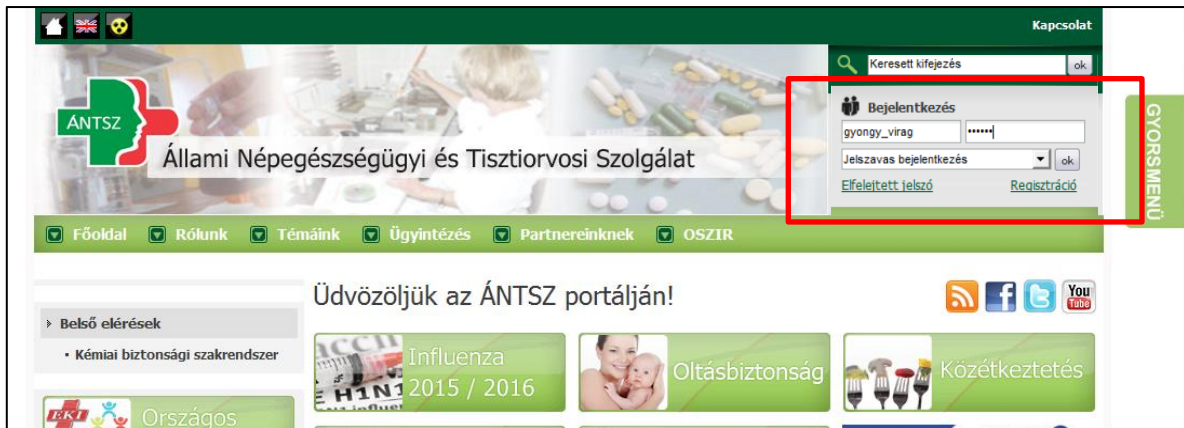 Kapcsolat
Keresett kifejezés ok
Bejelentkezés
gyongy_virag ••••••
Jelszavas bejelentkezés ok
Elfelejtett jelszó Regisztráció
GYORSMENÜ
ÁNTSZ
Állami Népegészségügyi és Tisztiorvosi Szolgálat
Főoldal Rólunk Témáink Ügyintézés Partnereinknek OSZIR
Üdvözöljük az ÁNTSZ portálján!
You
Tube
Belső elérések
Kémiai biztonsági szakrendszer
H1N1
Influenza
2015 / 2016
Oltásbiztonság
Közétkeztetés
EKI
Országos